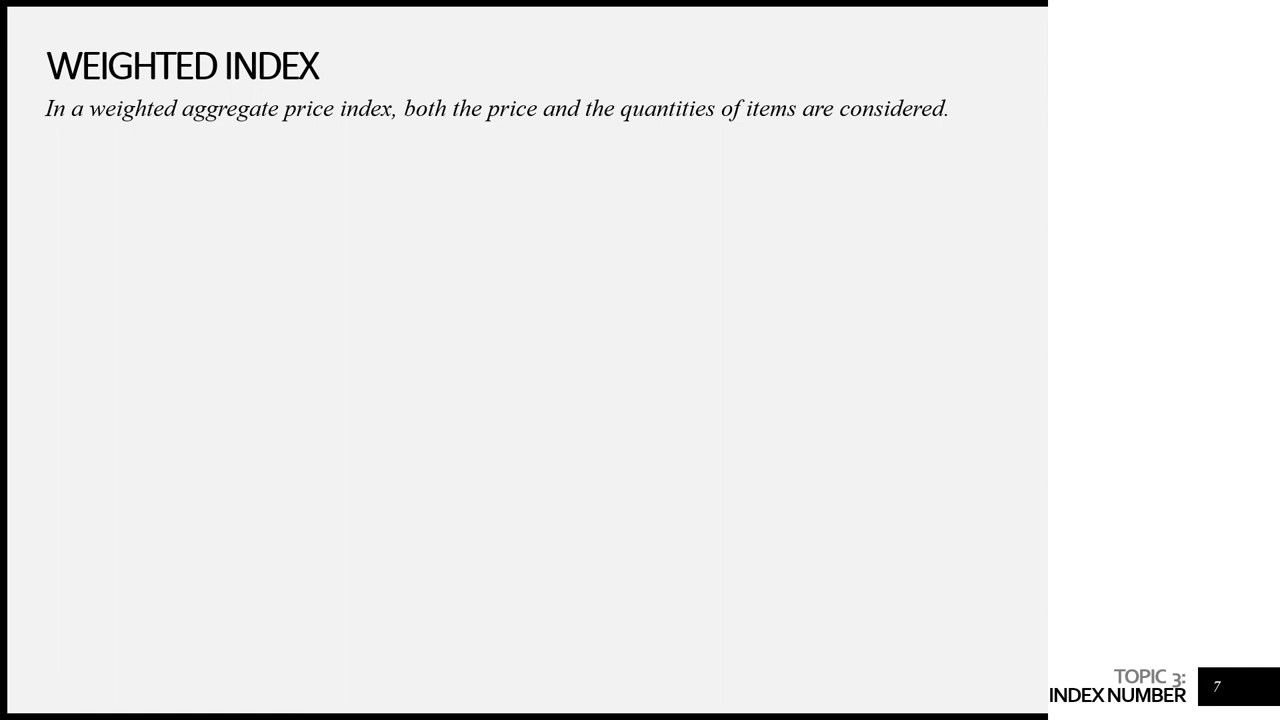 WEIGHTED INDEX
In a weighted aggregate price index, both the price and the quantities of items are considered.
TOPIC 3:
INDEX NUMBER
7